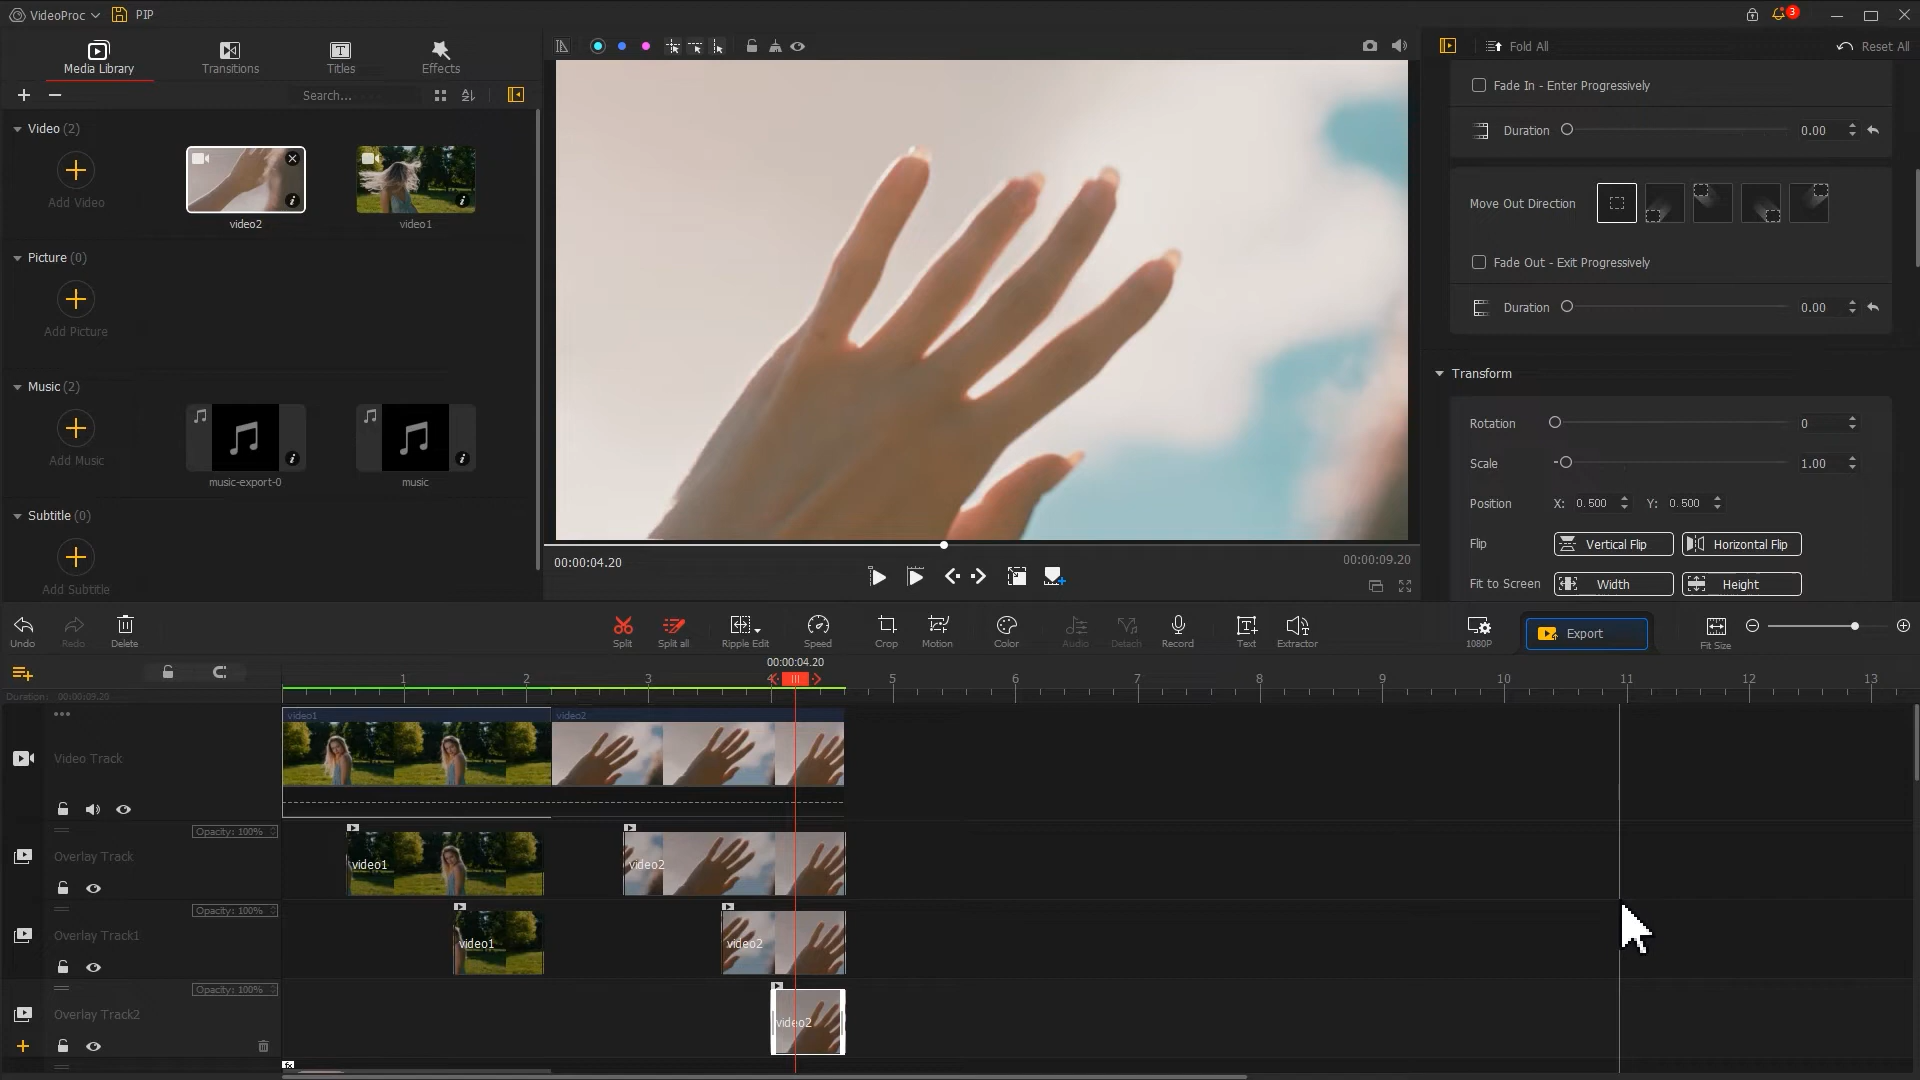 VideoProc PIP
3
Media Library Transitions Titles Effects
Fold All Reset All
Search...
Fade In - Enter Progressively
Duration 0.00
Video (2)
Add Video
video2 video1
Move Out Direction
Picture (0)
Add Picture
Fade Out - Exit Progressively
Duration 0.00
Music (2)
Add Music
music-export-0 music
Transform
Rotation 0
Scale 1.00
Position X: 0.500 Y: 0.500
Subtitle (0)
Add Subtitle
Flip Vertical Flip Horizontal Flip
Fit to Screen Width Height
00:00:04.20 00:00:09.20
Undo Redo Delete Split Split all Ripple Edit Speed Crop Motion Color Audio Detach Record Text Extractor 1080P Export Fit Size
00:00:04.20
1 2 3 4 5 6 7 8 9 10 11 12 13
Duration: 00:00:09.20
video1 video2
Video Track
Opacity: 100%
Overlay Track
video1 video2
Opacity: 100%
Overlay Track1
video1 video2
Opacity: 100%
Overlay Track2
video2
fx